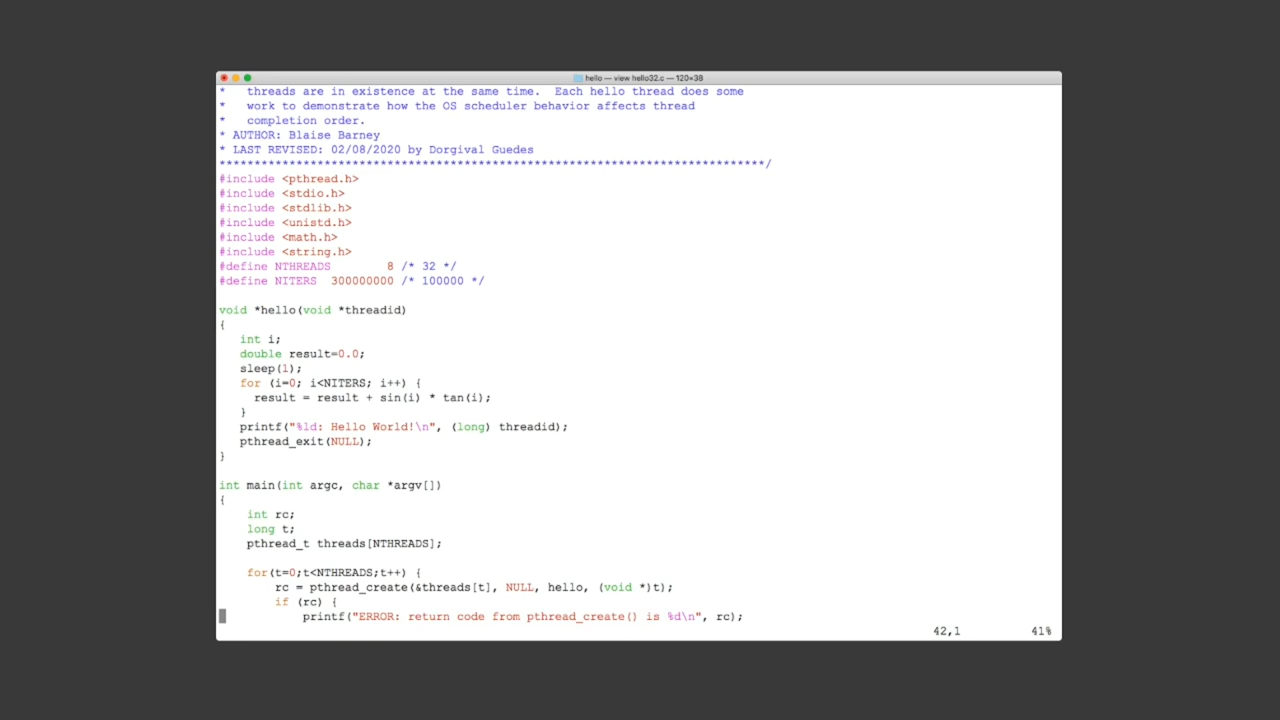 hello — view hello32.c — 120×38
*   threads are in existence at the same time.  Each hello thread does some
*   work to demonstrate how the OS scheduler behavior affects thread
*   completion order.
* AUTHOR: Blaise Barney
* LAST REVISED: 02/08/2020 by Dorgival Guedes
******************************************************************************/
#include <pthread.h>
#include <stdio.h>
#include <stdlib.h>
#include <unistd.h>
#include <math.h>
#include <string.h>
#define NTHREADS        8 /* 32 */
#define NITERS  300000000 /* 100000 */
void *hello(void *threadid)
{
   int i;
   double result=0.0;
   sleep(1);
   for (i=0; i<NITERS; i++) {
     result = result + sin(i) * tan(i);
   }
   printf("%ld: Hello World!\n", (long) threadid);
   pthread_exit(NULL);
}
int main(int argc, char *argv[])
{
    int rc;
    long t;
    pthread_t threads[NTHREADS];
    for(t=0;t<NTHREADS;t++) {
        rc = pthread_create(&threads[t], NULL, hello, (void *)t);
        if (rc) {
            printf("ERROR: return code from pthread_create() is %d\n", rc);
42,1          41%